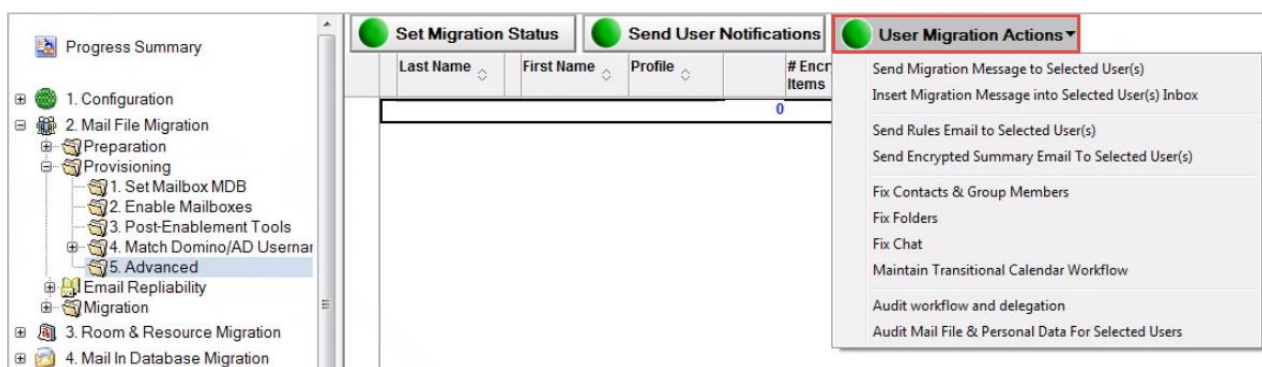 Progress Summary
1. Configuration
2. Mail File Migration
Preparation
Provisioning
1. Set Mailbox MDB
2. Enable Mailboxes
3. Post-Enablement Tools
4. Match Domino/AD Usernar
5. Advanced
Email Repliability
Migration
3. Room & Resource Migration
4. Mail In Database Migration
Set Migration Status
Send User Notifications
User Migration Actions
Last Name
First Name
Profile
# Encr
Items
0
Send Migration Message to Selected User(s)
Insert Migration Message into Selected User(s) Inbox
Send Rules Email to Selected User(s)
Send Encrypted Summary Email To Selected User(s)
Fix Contacts & Group Members
Fix Folders
Fix Chat
Maintain Transitional Calendar Workflow
Audit workflow and delegation
Audit Mail File & Personal Data For Selected Users